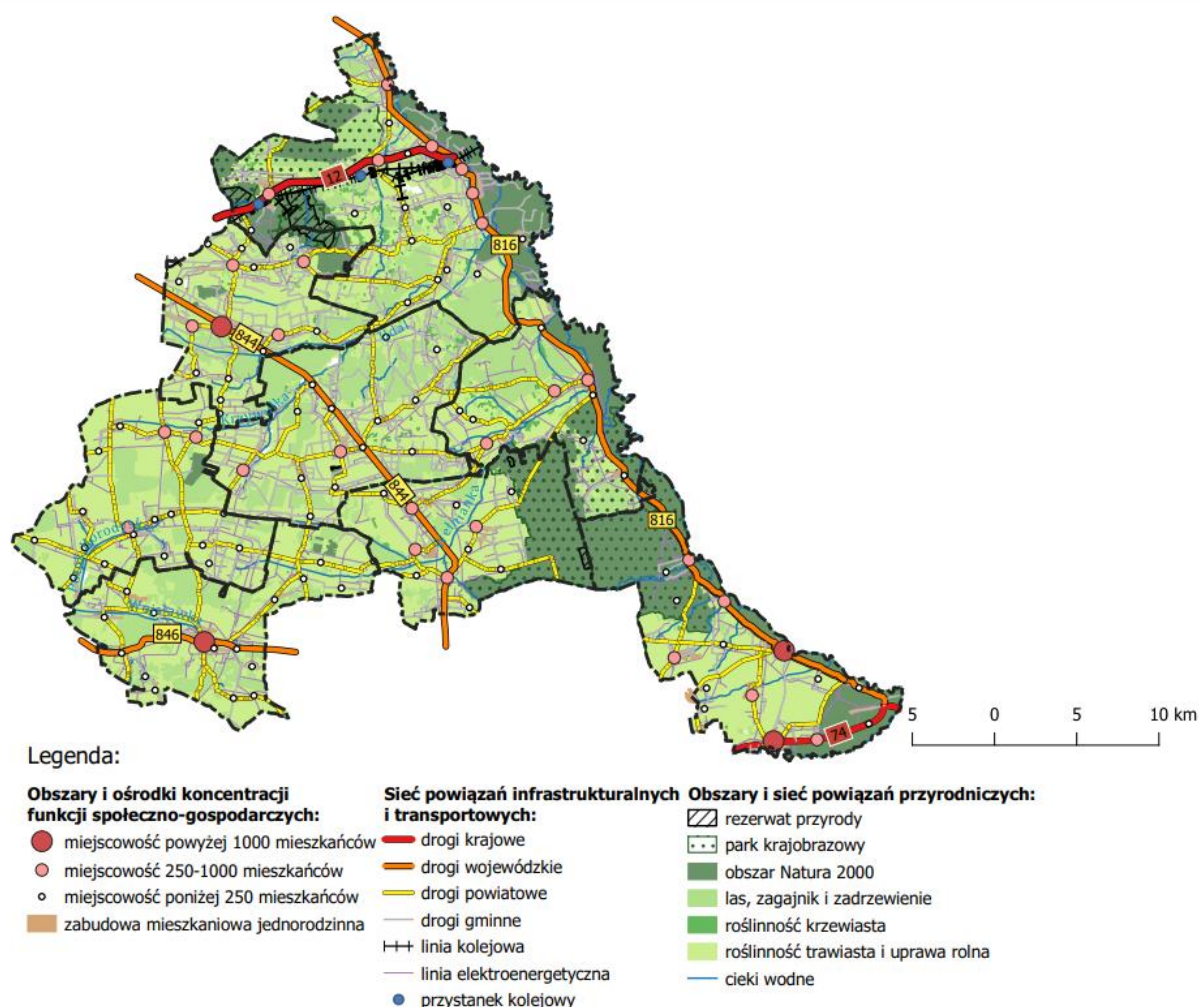 12
816
844
Udal
844
816
846
74
5 0 5 10 km
Legenda:
Obszary i ośrodki koncentracji
funkcji społeczno-gospodarczych:
miejscowość powyżej 1000 mieszkańców
miejscowość 250-1000 mieszkańców
miejscowość poniżej 250 mieszkańców
zabudowa mieszkaniowa jednorodzinna
Sieć powiązań infrastrukturalnych
i transportowych:
drogi krajowe
drogi wojewódzkie
drogi powiatowe
drogi gminne
linia kolejowa
linia elektroenergetyczna
przystanek kolejowy
Obszary i sieć powiązań przyrodniczych:
rezerwat przyrody
park krajobrazowy
obszar Natura 2000
las, zagajnik i zadrzewienie
roślinność krzewiasta
roślinność trawiasta i uprawa rolna
cieki wodne